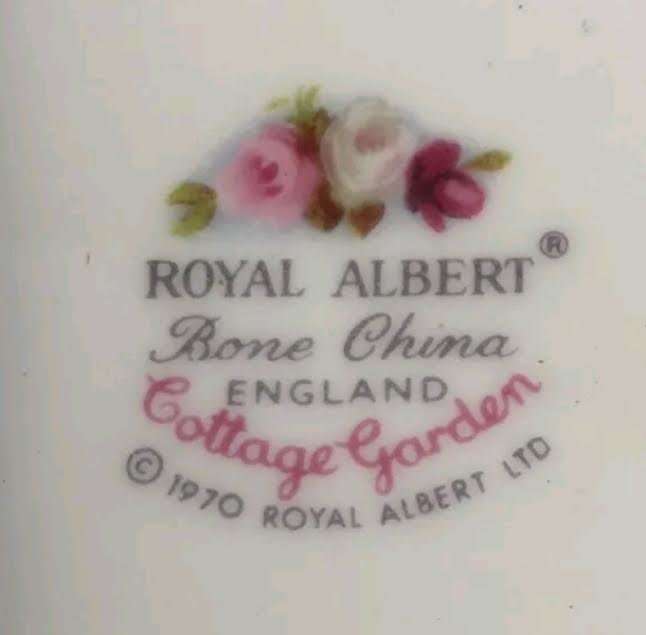 ROYAL ALBERT®
Bone China
ENGLAND
Cottage Garden
© 1970 ROYAL ALBERT LTD